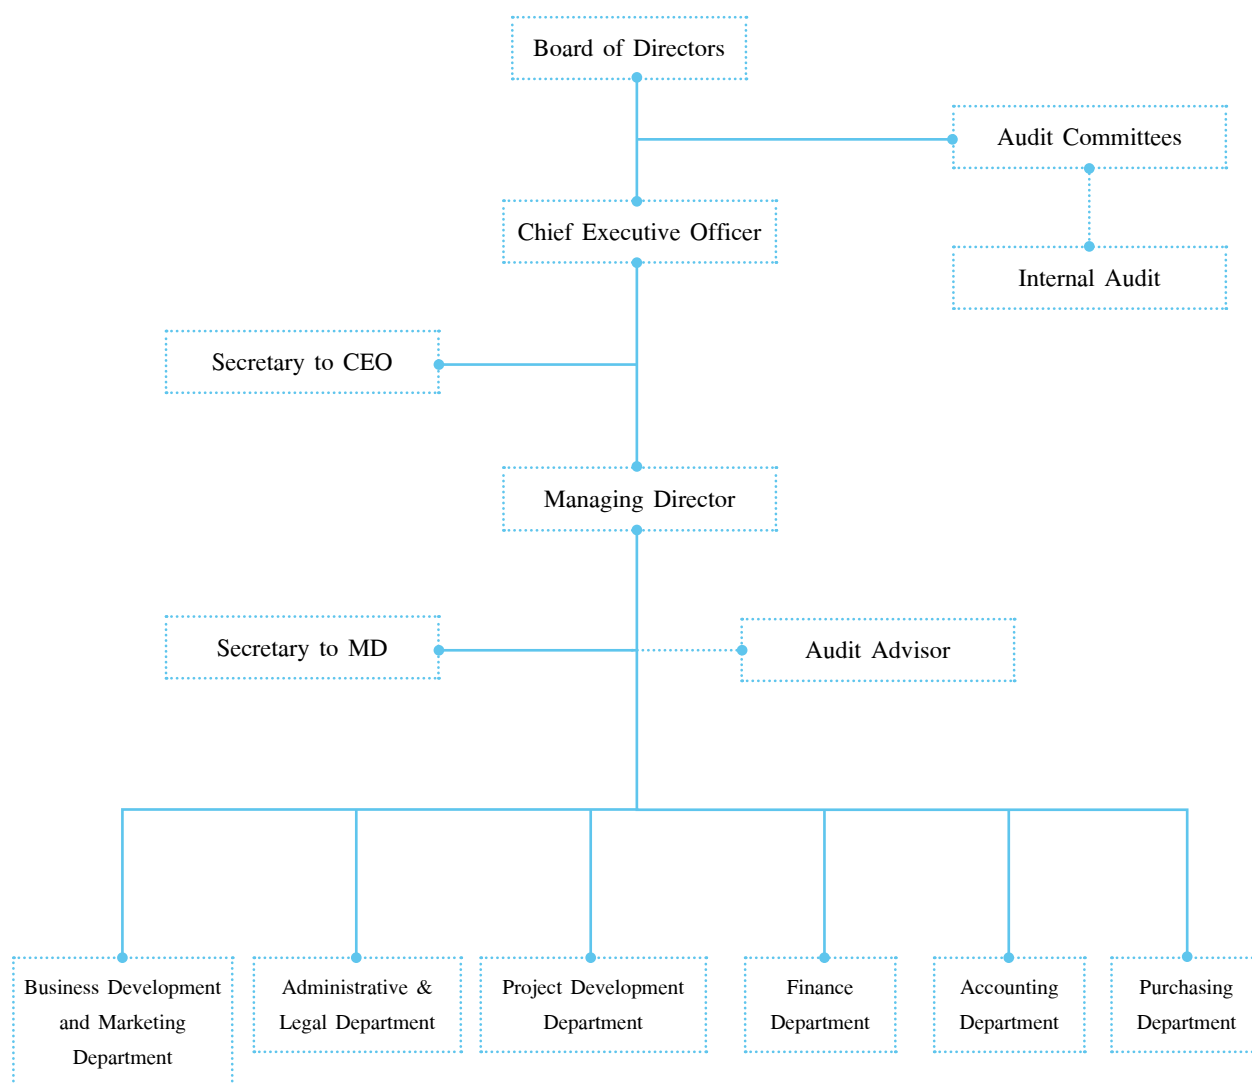 Board of Directors
Audit Committees
Chief Executive Officer
Internal Audit
Secretary to CEO
Managing Director
Secretary to MD
Audit Advisor
Business Development
and Marketing
Department
Administrative &
Legal Department
Project Development
Department
Finance
Department
Accounting
Department
Purchasing
Department